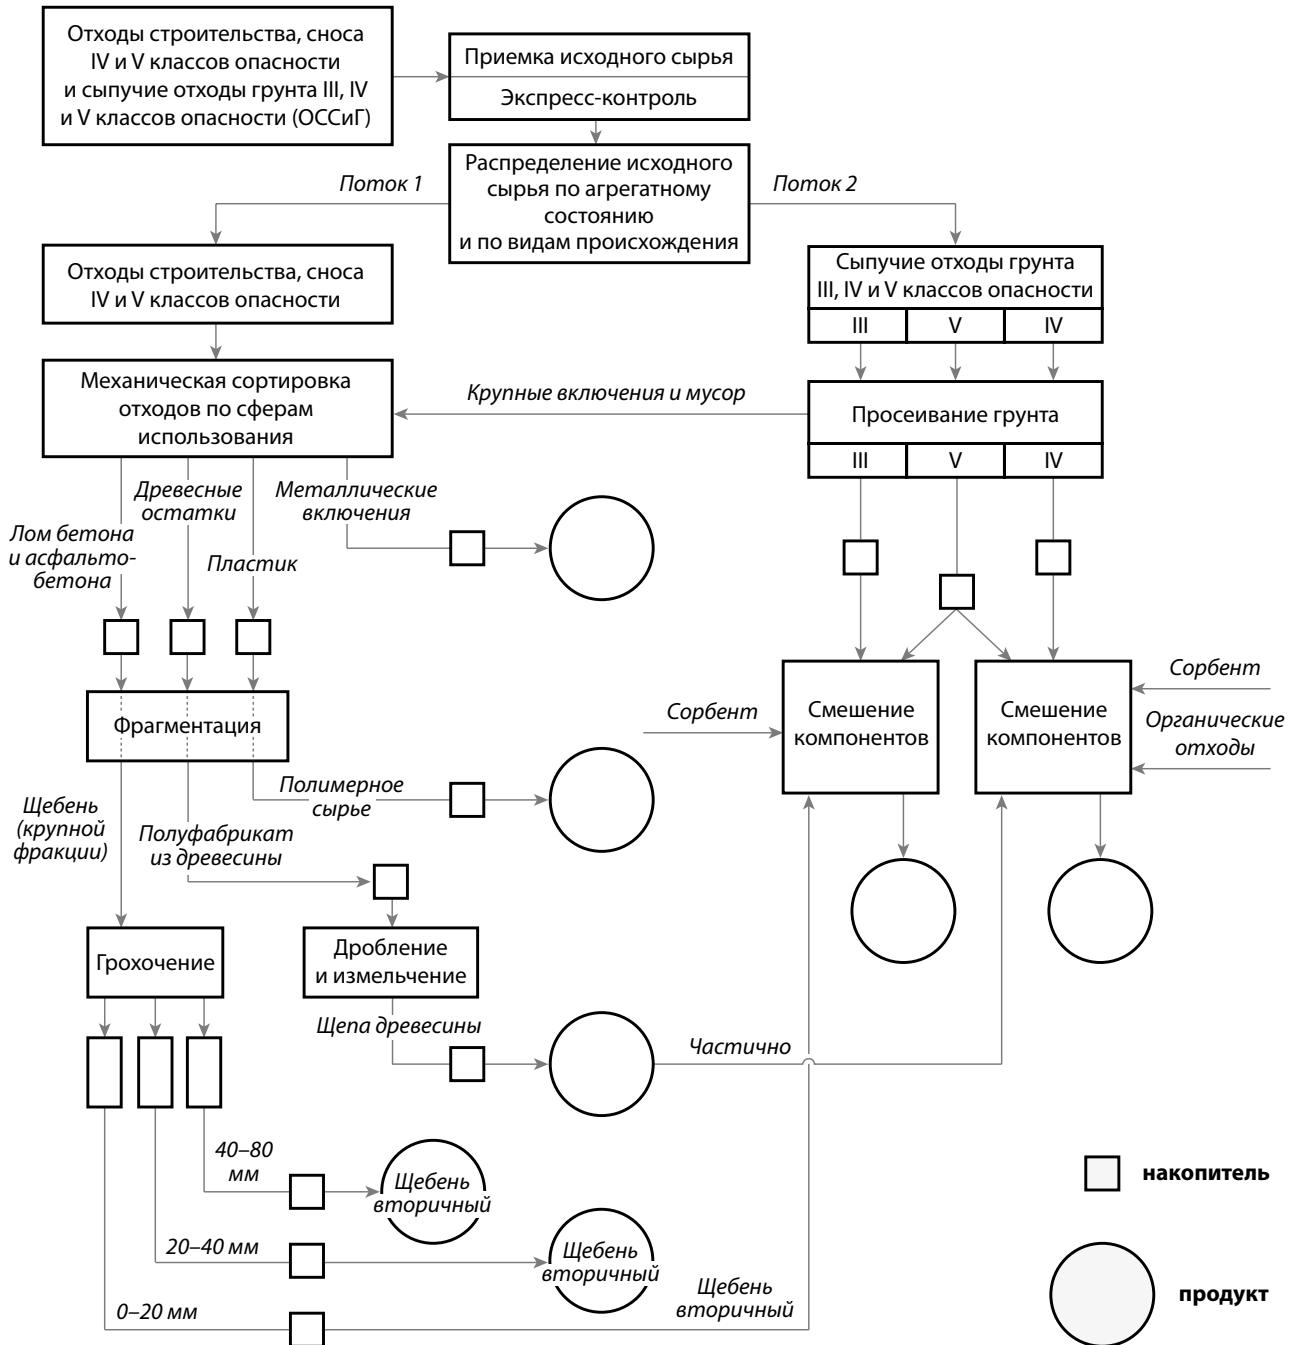 Отходы строительства, сноса
IV и V классов опасности
и сыпучие отходы грунта III, IV
и V классов опасности (ОССиГ)
Приемка исходного сырья
Экспресс-контроль
Распределение исходного
сырья по агрегатному
состоянию
и по видам происхождения
Поток 1
Поток 2
Отходы строительства, сноса
IV и V классов опасности
Сыпучие отходы грунта
III, IV и V классов опасности
III
V
IV
Механическая сортировка
отходов по сферам
использования
Крупные включения и мусор
Просеивание грунта
III
V
IV
Лом бетона
и асфальто-
бетона
Древесные
остатки
Пластик
Металлические
включения
Фрагментация
Сорбент
Смешение
компонентов
Смешение
компонентов
Сорбент
Органические
отходы
Щебень
(крупной
фракции)
Полуфабрикат
из древесины
Полимерное
сырье
Грохочение
Дробление
и измельчение
Щепа древесины
Частично
40–80
мм
Щебень
вторичный
20–40 мм
Щебень
вторичный
0–20 мм
Щебень
вторичный
накопитель
продукт